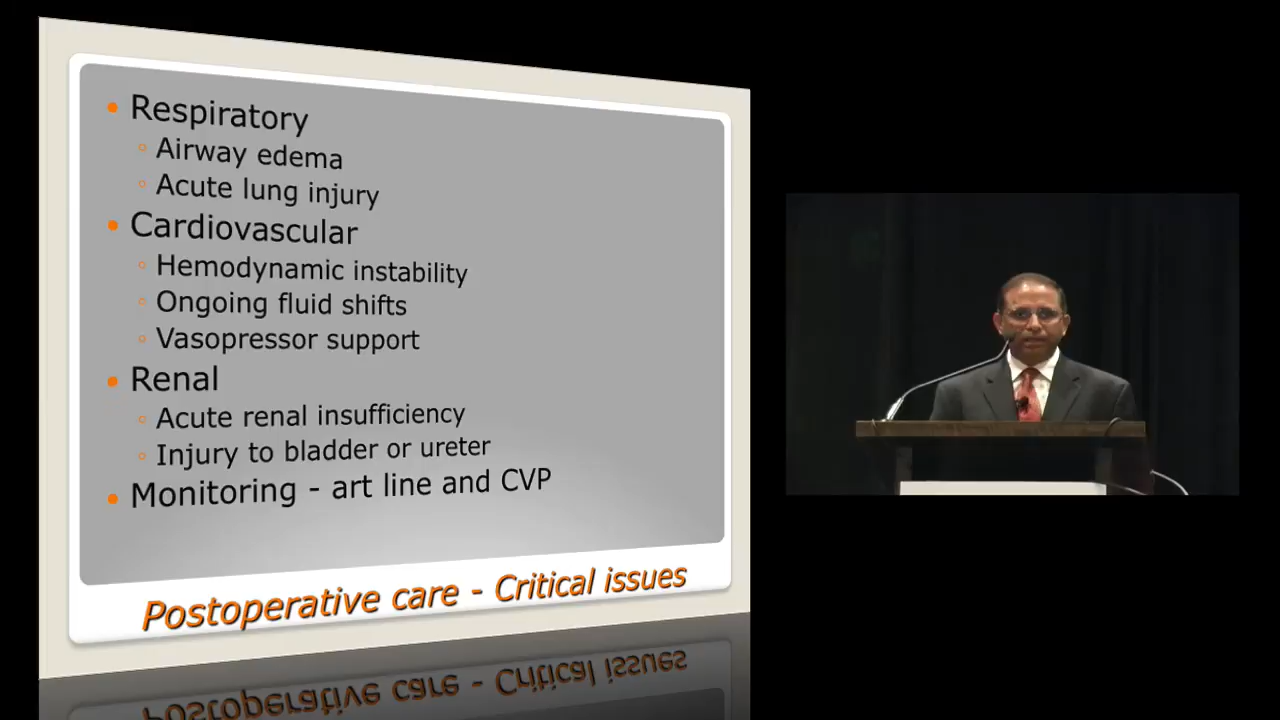 • Respiratory
◦ Airway edema
◦ Acute lung injury
• Cardiovascular
◦ Hemodynamic instability
◦ Ongoing fluid shifts
◦ Vasopressor support
• Renal
◦ Acute renal insufficiency
◦ Injury to bladder or ureter
• Monitoring - art line and CVP
Postoperative care - Critical issues